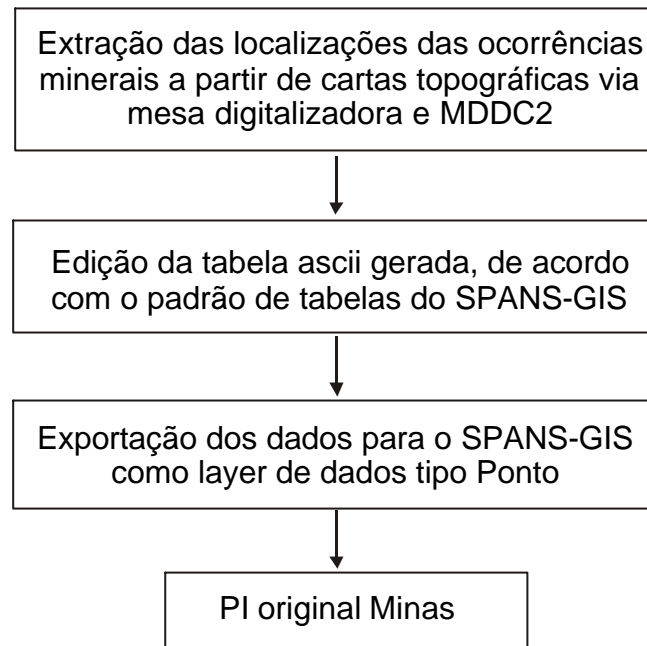 Extração das localizações das ocorrências
minerais a partir de cartas topográficas via
mesa digitalizadora e MDDC2
Edição da tabela ascii gerada, de acordo
com o padrão de tabelas do SPANS-GIS
Exportação dos dados para o SPANS-GIS
como layer de dados tipo Ponto
PI original Minas